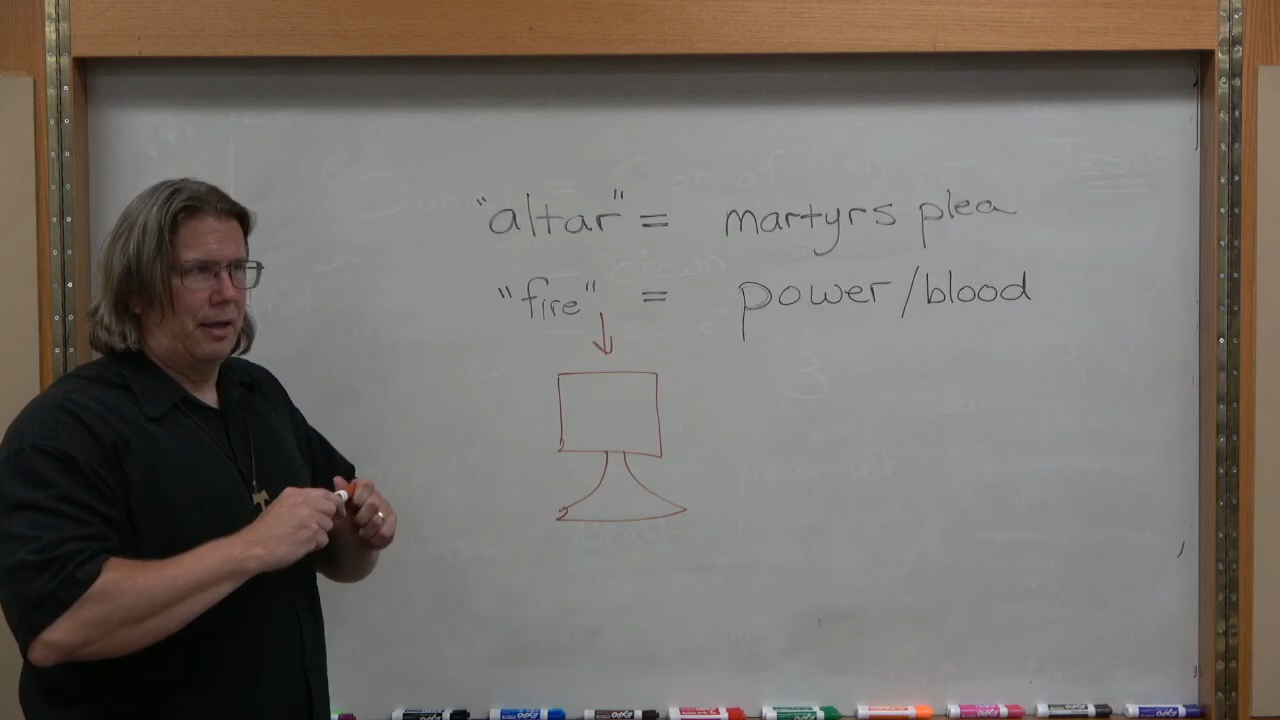 "altar" = martyrs plea
"fire" = power/blood